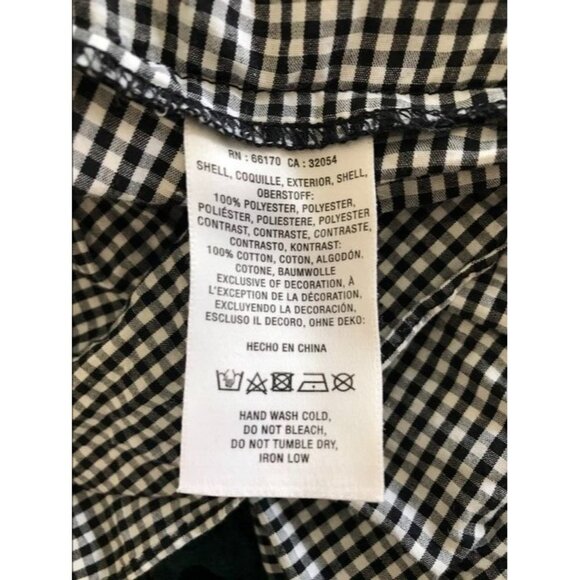 RN : 66170 CA : 32054
SHELL, COQUILLE, EXTERIOR, SHELL,
OBERSTOFF:
100% POLYESTER, POLYESTER,
POLIÉSTER, POLIESTERE, POLYESTER
CONTRAST, CONTRASTE, CONTRASTE,
CONTRASTO, KONTRAST:
100% COTTON, COTON, ALGODÓN.
COTONE, BAUMWOLLE
EXCLUSIVE OF DECORATION, À
L'EXCEPTION DE LA DÉCORATION,
EXCLUYENDO LA DECORACIÓN,
ESCLUSO IL DECORO, OHNE DEKO:
HECHO EN CHINA
HAND WASH COLD,
DO NOT BLEACH,
DO NOT TUMBLE DRY,
IRON LOW